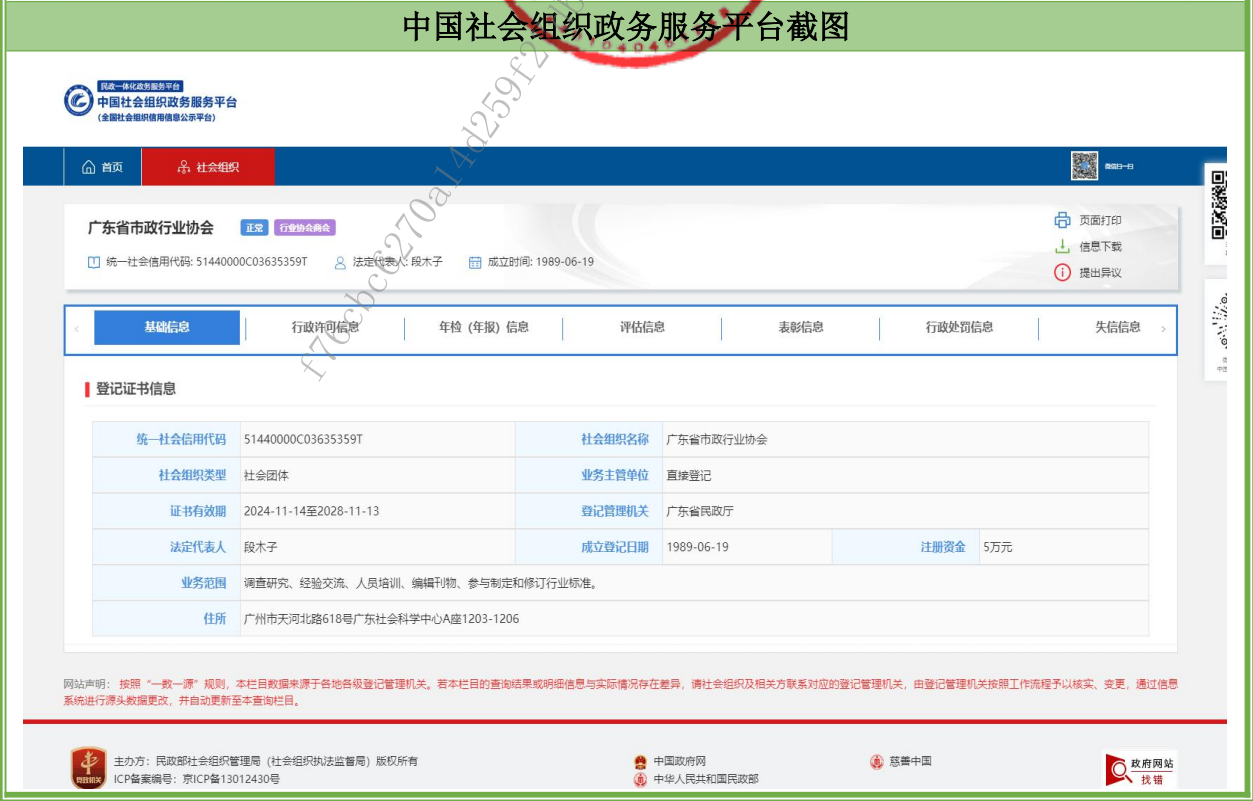 中国社会组织政务服务平台截图
民政一体化政务服务平台
中国社会组织政务服务平台
(全国社会组织信用信息公示平台)
首页 社会组织 微信扫一扫
广东省市政行业协会 正常 行业协会商会
统一社会信用代码: 51440000C03635359T 法定代表人: 段木子 成立时间: 1989-06-19
页面打印
信息下载
提出异议
基础信息 行政许可信息 年检（年报）信息 评估信息 表彰信息 行政处罚信息 失信信息
登记证书信息
统一社会信用代码 51440000C03635359T 社会组织名称 广东省市政行业协会
社会组织类型 社会团体 业务主管单位 直接登记
证书有效期 2024-11-14至2028-11-13 登记管理机关 广东省民政厅
法定代表人 段木子 成立登记日期 1989-06-19 注册资金 5万元
业务范围 调查研究、经验交流、人员培训、编辑刊物、参与制定和修订行业标准。
住所 广州市天河北路618号广东社会科学中心A座1203-1206
网站声明：按照“一数一源”规则，本栏目数据来源于各地各级登记管理机关。若本栏目的查询结果或明细信息与实际情况存在差异，请社会组织及相关方联系对应的登记管理机关，由登记管理机关按照工作流程予以核实、变更，通过信息
系统进行源头数据更改，并自动更新至本查询栏目。
主办方：民政部社会组织管理局（社会组织执法监督局）版权所有
ICP备案编号：京ICP备13012430号
党政机关
中国政府网
中华人民共和国民政部
慈善中国
政府网站
找错